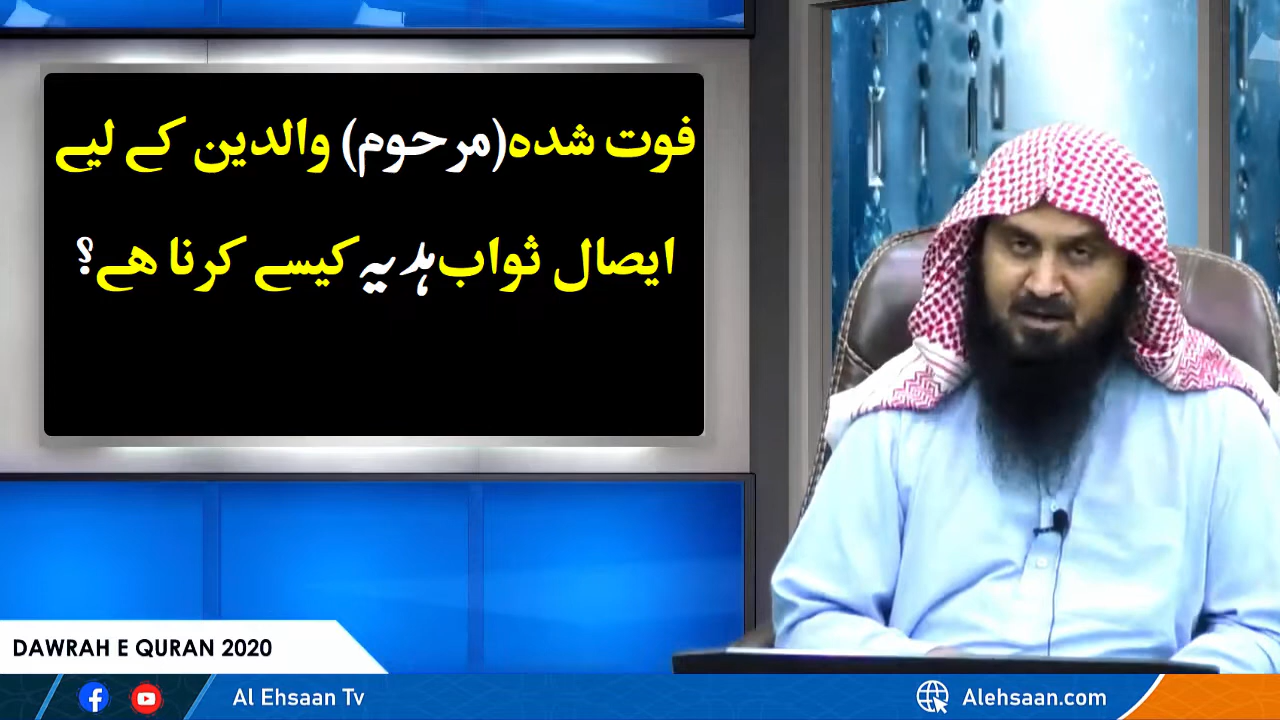 فوت شدہ(مرحوم) والدین کے لیے
ایصال ثواب ہدیہ کیسے کرنا ھے؟
DAWRAH E QURAN 2020
Al Ehsaan Tv
Alehsaan.com